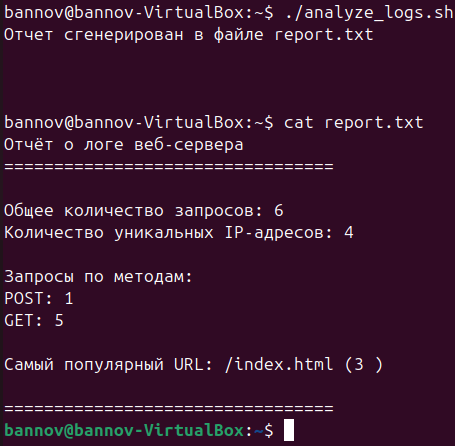 bannov@bannov-VirtualBox:~$ ./analyze_logs.sh
Отчет сгенерирован в файле report.txt
bannov@bannov-VirtualBox:~$ cat report.txt
Отчёт о логе веб-сервера
=================================
Общее количество запросов: 6
Количество уникальных IP-адресов: 4
Запросы по методам:
POST: 1
GET: 5
Самый популярный URL: /index.html (3 )
=================================
bannov@bannov-VirtualBox:~$